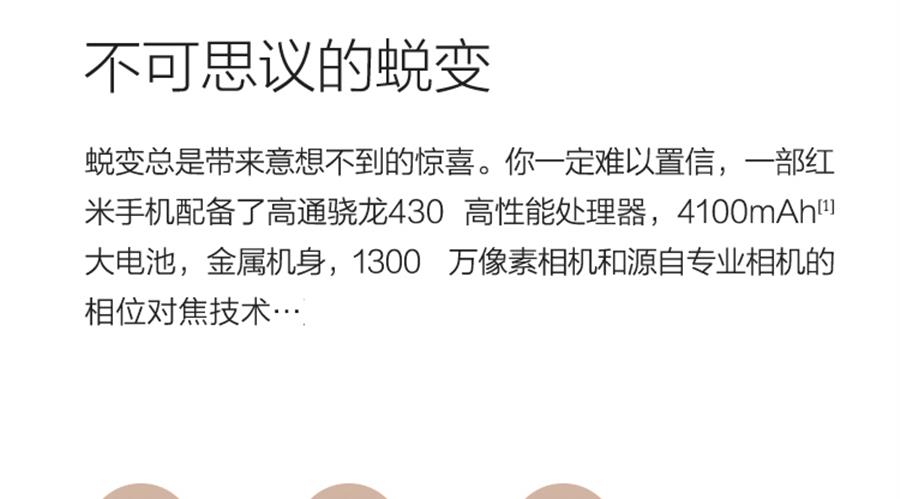 不可思议的蜕变
蜕变总是带来意想不到的惊喜。你一定难以置信，一部红
米手机配备了高通骁龙430 高性能处理器，4100mAh[1]
大电池，金属机身，1300 万像素相机和源自专业相机的
相位对焦技术…